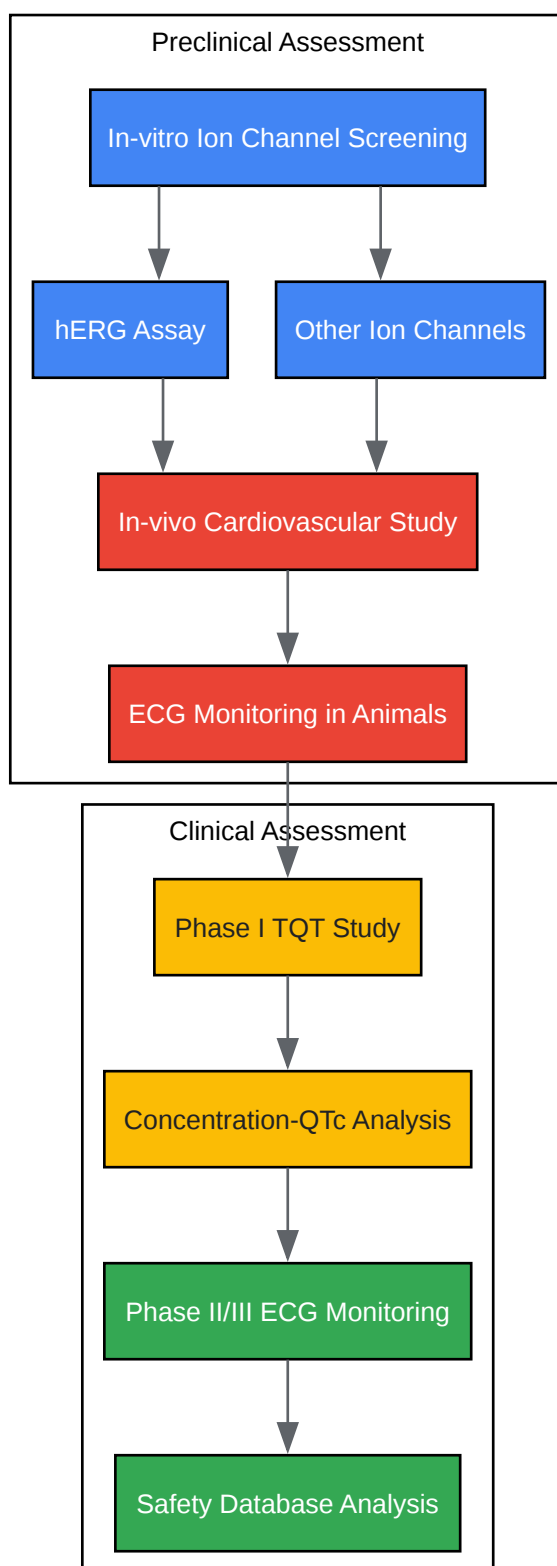 Preclinical Assessment
In-vitro Ion Channel Screening
hERG Assay
Other Ion Channels
In-vivo Cardiovascular Study
ECG Monitoring in Animals
Clinical Assessment
Phase I TQT Study
Concentration-QTc Analysis
Phase II/III ECG Monitoring
Safety Database Analysis